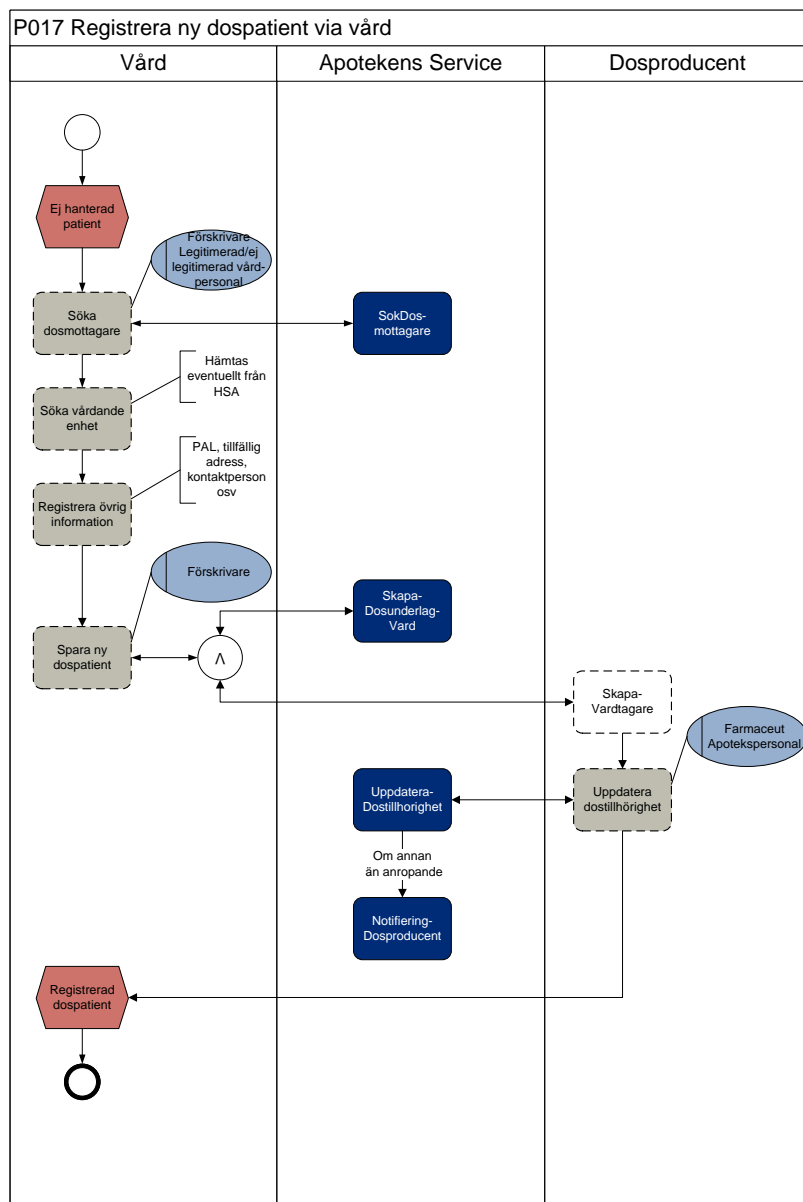 P017 Registrera ny dospatient via vård
Vård
Apotekens Service
Dosproducent
Ej hanterad
patient
Förskrivare
Legitimerad/ej
legitimerad vård-
personal
Söka
dosmottagare
SokDos-
mottagare
Hämtas
eventuellt från
HSA
Söka vårdande
enhet
PAL, tillfällig
adress,
kontaktperson
osv
Registrera övrig
information
Förskrivare
Skapa-
Dosunderlag-
Vard
Spara ny
dospatient
Λ
Skapa-
Vardtagare
Farmaceut
Apotekspersonal.
Uppdatera-
Dostillhorighet
Uppdatera
dostillhörighet
Om annan
än anropande
Notifiering-
Dosproducent
Registrerad
dospatient